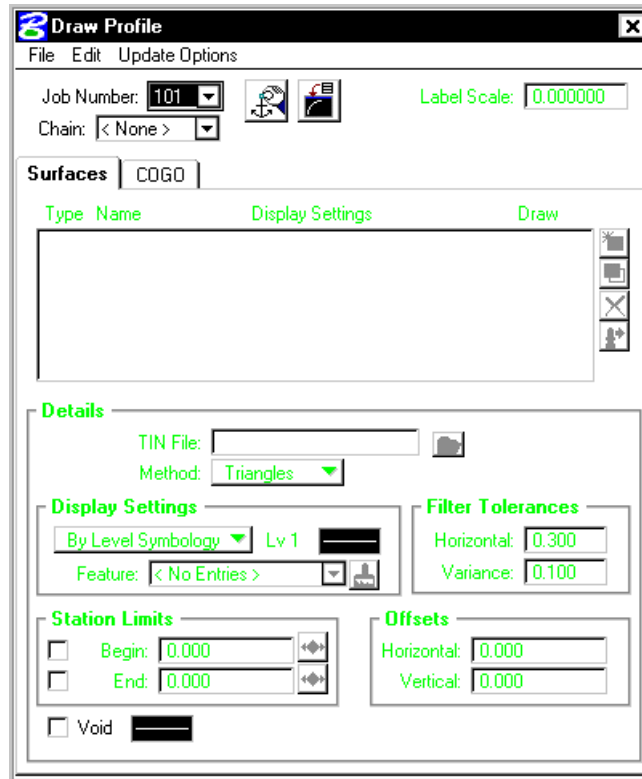 Draw Profile
File Edit Update Options
Job Number: 101
Label Scale: 0.000000
Chain: < None >
Surfaces COGO
Type Name Display Settings Draw
Details
TIN File:
Method: Triangles
Display Settings
By Level Symbology Lv 1
Feature: < No Entries >
Filter Tolerances
Horizontal: 0.300
Variance: 0.100
Station Limits
Begin: 0.000
End: 0.000
Offsets
Horizontal: 0.000
Vertical: 0.000
Void